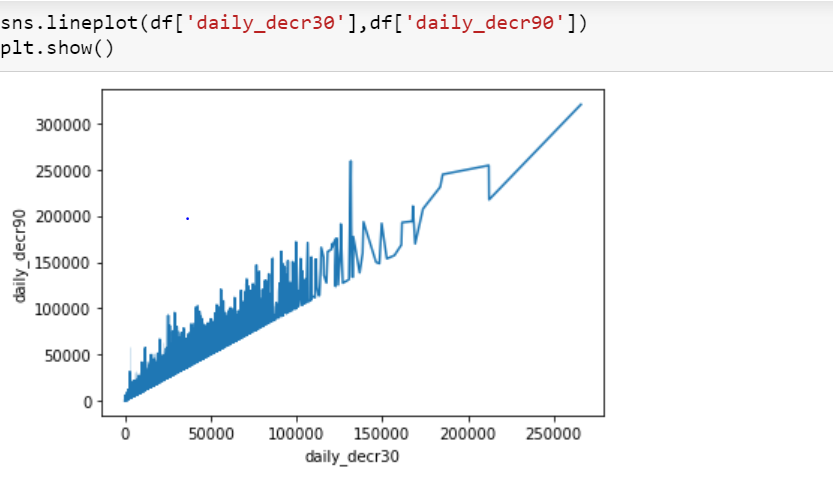 sns.lineplot(df['daily_decr30'],df['daily_decr90'])
plt.show()
300000
250000
200000
150000
100000
50000
0
daily_decr90
0 50000 100000 150000 200000 250000
daily_decr30